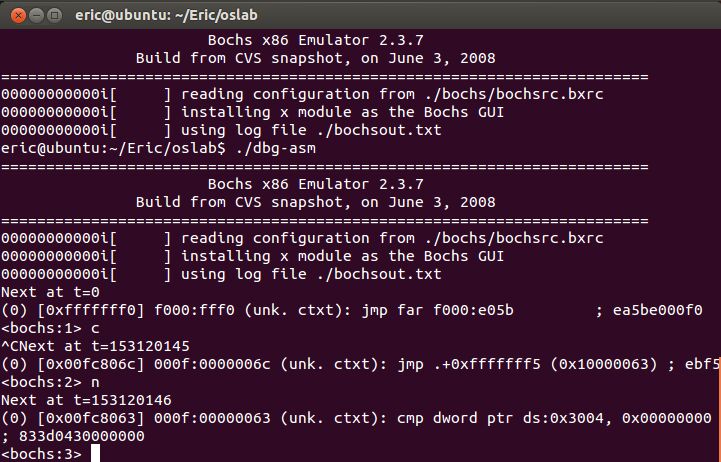 eric@ubuntu: ~/Eric/oslab
Bochs x86 Emulator 2.3.7
Build from CVS snapshot, on June 3, 2008
========================================================================
00000000000i[     ] reading configuration from ./bochs/bochsrc.bxrc
00000000000i[     ] installing x module as the Bochs GUI
00000000000i[     ] using log file ./bochsout.txt
eric@ubuntu:~/Eric/oslab$ ./dbg-asm
========================================================================
Bochs x86 Emulator 2.3.7
Build from CVS snapshot, on June 3, 2008
========================================================================
00000000000i[     ] reading configuration from ./bochs/bochsrc.bxrc
00000000000i[     ] installing x module as the Bochs GUI
00000000000i[     ] using log file ./bochsout.txt
Next at t=0
(0) [0xfffffff0] f000:fff0 (unk. ctxt): jmp far f000:e05b         ; ea5be000f0
<bochs:1> c
^CNext at t=153120145
(0) [0x00fc806c] 000f:0000006c (unk. ctxt): jmp .+0xfffffff5 (0x10000063) ; ebf5
<bochs:2> n
Next at t=153120146
(0) [0x00fc8063] 000f:00000063 (unk. ctxt): cmp dword ptr ds:0x3004, 0x00000000
; 833d0430000000
<bochs:3>